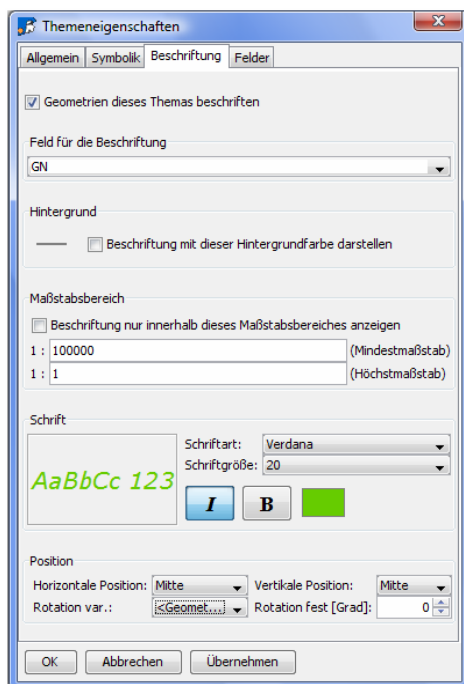 Themeneigenschaften
Allgemein Symbolik Beschriftung Felder
Geometrien dieses Themas beschriften
Feld für die Beschriftung
GN
Hintergrund
Beschriftung mit dieser Hintergrundfarbe darstellen
Maßstabsbereich
Beschriftung nur innerhalb dieses Maßstabsbereiches anzeigen
1 : 100000 (Mindestmaßstab)
1 : 1 (Höchstmaßstab)
Schrift
Schriftart: Verdana
Schriftgröße: 20
AaBbCc 123
I B
Position
Horizontale Position: Mitte Vertikale Position: Mitte
Rotation var.: <Geomet... Rotation fest [Grad]: 0
OK Abbrechen Übernehmen